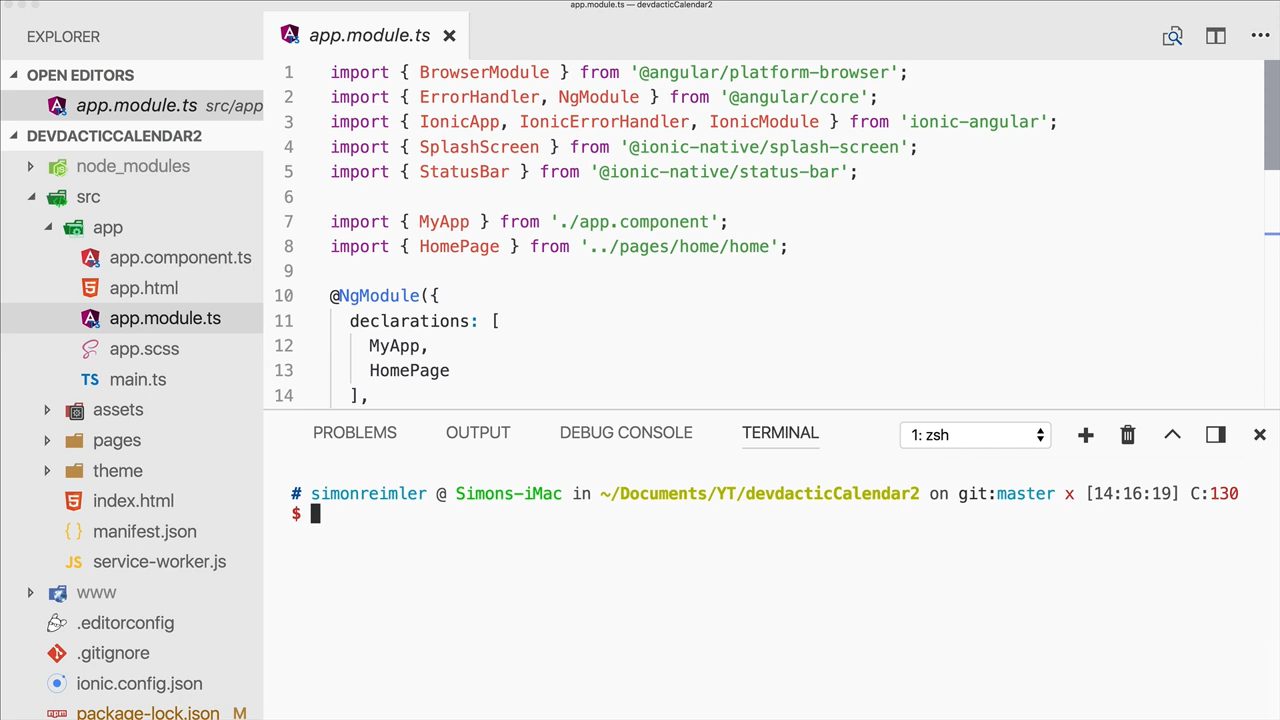 app.module.ts — devdacticCalendar2
EXPLORER
OPEN EDITORS
app.module.ts src/app
DEVDACTICCALENDAR2
node_modules
src
app
app.component.ts
app.html
app.module.ts
app.scss
TS main.ts
assets
pages
theme
index.html
{ } manifest.json
JS service-worker.js
www
.editorconfig
.gitignore
ionic.config.json
package-lock.json M
app.module.ts
1 import { BrowserModule } from '@angular/platform-browser';
2 import { ErrorHandler, NgModule } from '@angular/core';
3 import { IonicApp, IonicErrorHandler, IonicModule } from 'ionic-angular';
4 import { SplashScreen } from '@ionic-native/splash-screen';
5 import { StatusBar } from '@ionic-native/status-bar';
6
7 import { MyApp } from './app.component';
8 import { HomePage } from '../pages/home/home';
9
10 @NgModule({
11 declarations: [
12 MyApp,
13 HomePage
14 ],
PROBLEMS OUTPUT DEBUG CONSOLE TERMINAL 1: zsh
# simonreimler @ Simons-iMac in ~/Documents/YT/devdacticCalendar2 on git:master x [14:16:19] C:130
$